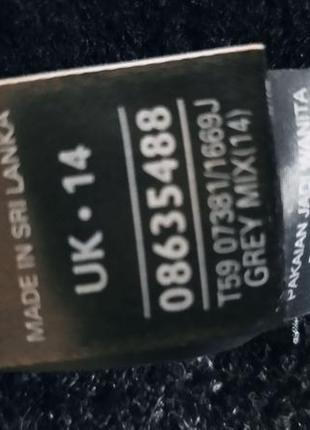 MADE IN SRI LANKA
UK • 14
08635488
T59 07381/1669J
GREY MIX(14)
PAKAIAN JADI WANITA